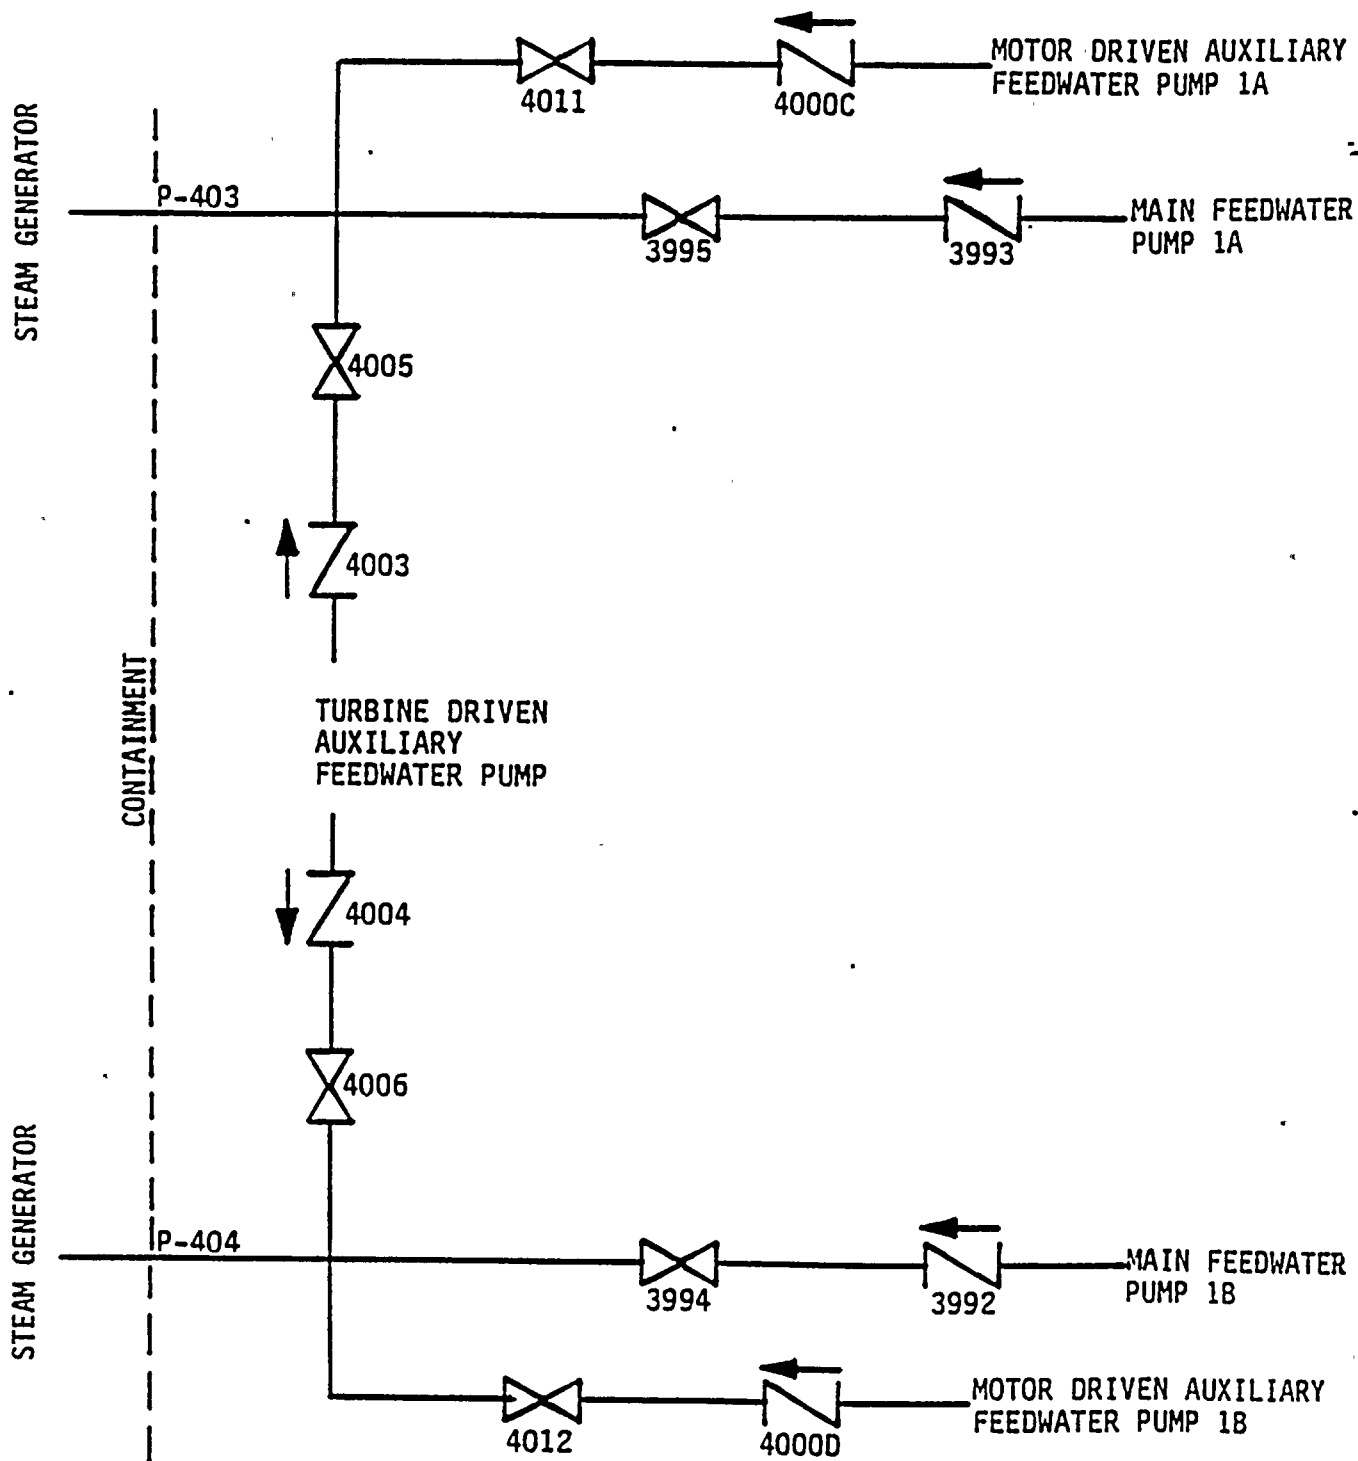 MOTOR DRIVEN AUXILIARY
FEEDWATER PUMP 1A
4011
4000C
STEAM GENERATOR
P-403
MAIN FEEDWATER
PUMP 1A
3995
3993
4005
4003
CONTAINMENT
TURBINE DRIVEN
AUXILIARY
FEEDWATER PUMP
4004
4006
STEAM GENERATOR
P-404
MAIN FEEDWATER
PUMP 1B
3994
3992
MOTOR DRIVEN AUXILIARY
FEEDWATER PUMP 1B
4012
4000D